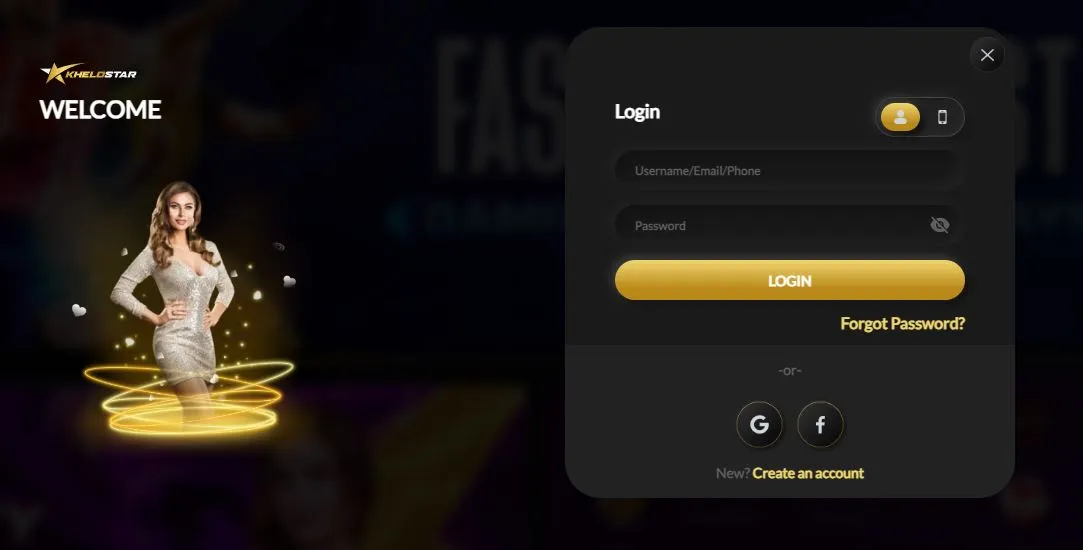 KHELOSTAR
WELCOME
Login
Username/Email/Phone
Password
LOGIN
Forgot Password?
-or-
G
f
New? Create an account